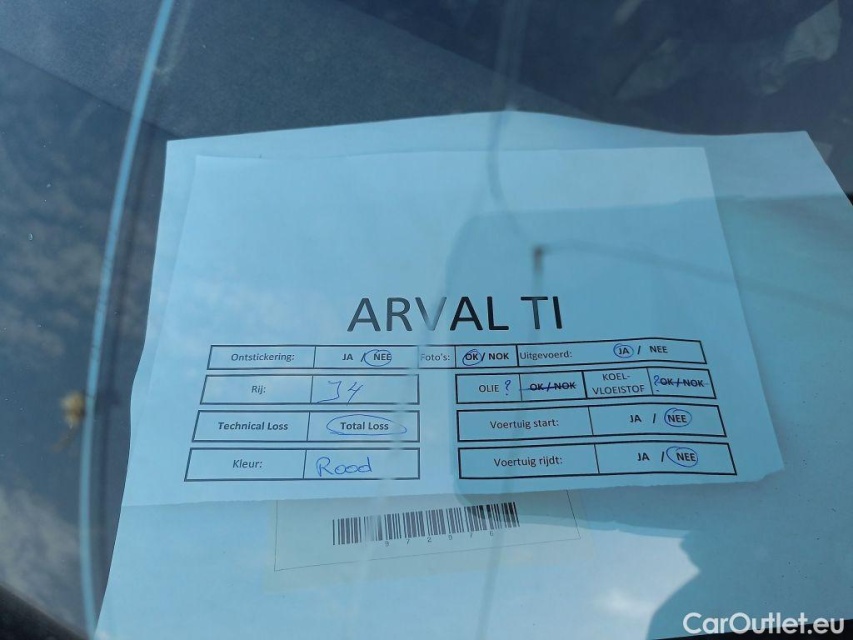 ARVAL TI
Ontstickering: JA / NEE Foto's: OK / NOK Uitgevoerd: JA / NEE
Rij: J4 OLIE ? OK / NOK KOEL-VLOEISTOF ? OK / NOK
Technical Loss Total Loss Voertuig start: JA / NEE
Kleur: Rood Voertuig rijdt: JA / NEE
CarOutlet.eu